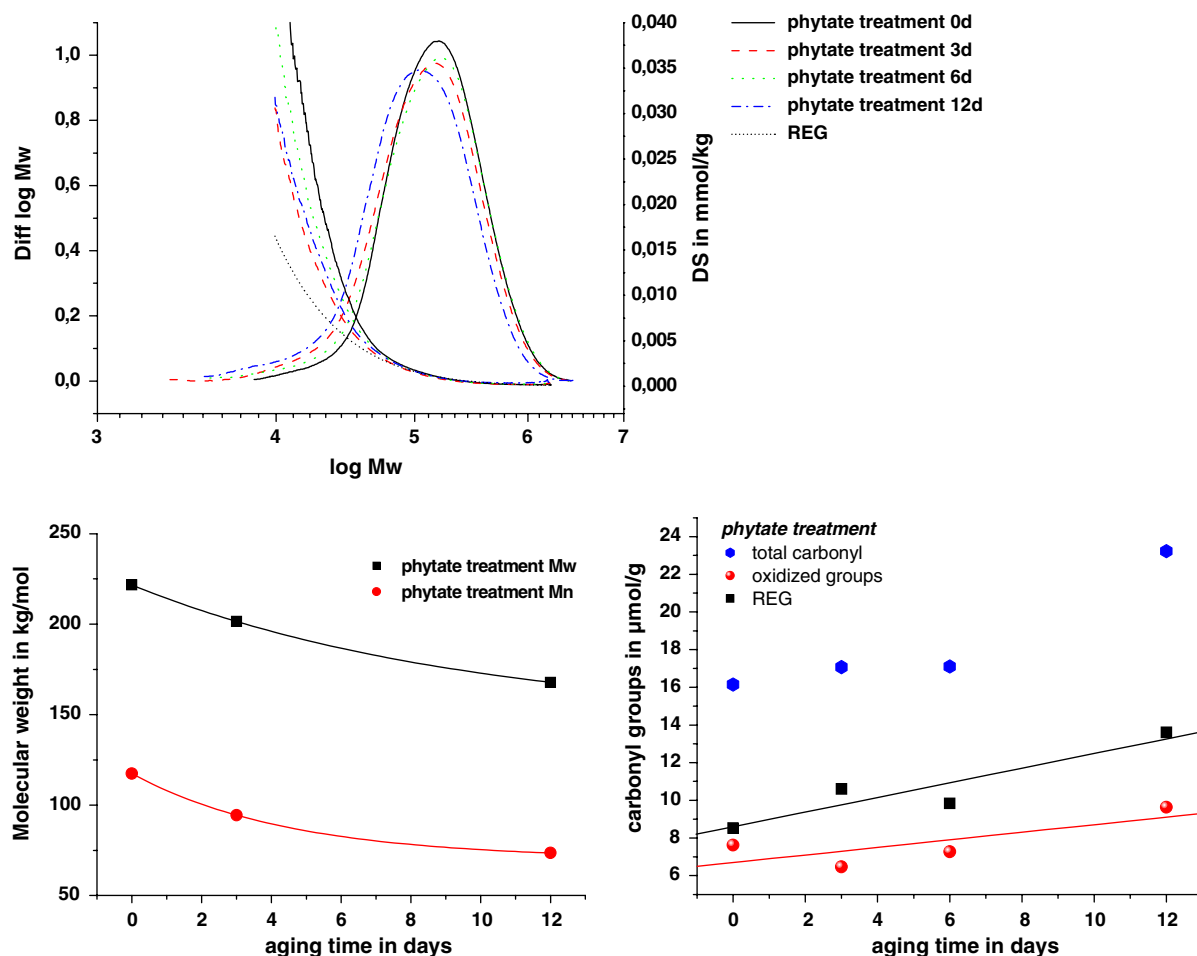 1,0
0,8
0,6
0,4
0,2
0,0
Diff log Mw
3
4
5
6
7
log Mw
0,040
0,035
0,030
0,025
0,020
0,015
0,010
0,005
0,000
DS in mmol/kg
phytate treatment 0d
phytate treatment 3d
phytate treatment 6d
phytate treatment 12d
REG
250
200
150
100
50
Molecular weight in kg/mol
phytate treatment Mw
phytate treatment Mn
0
2
4
6
8
10
12
aging time in days
24
22
20
18
16
14
12
10
8
6
carbonyl groups in µmol/g
phytate treatment
total carbonyl
oxidized groups
REG
0
2
4
6
8
10
12
aging time in days